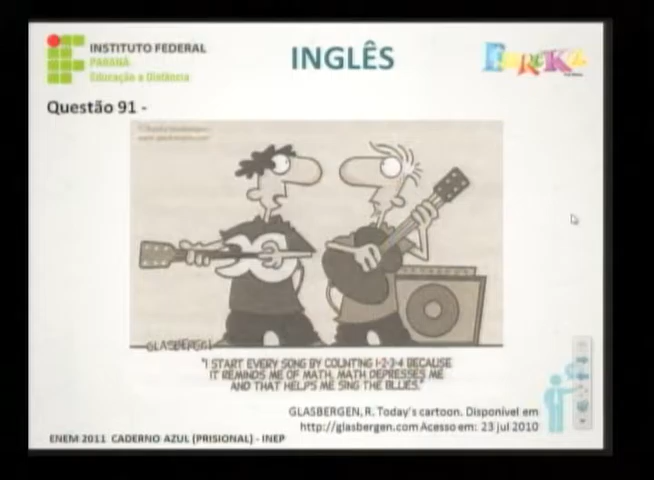 INSTITUTO FEDERAL
PARANÁ
Educação a Distância
INGLÊS
EUREKA
Questão 91 -
GLASBERGEN
"I START EVERY SONG BY COUNTING 1-2-3-4 BECAUSE
IT REMINDS ME OF MATH. MATH DEPRESSES ME
AND THAT HELPS ME SING THE BLUES."
GLASBERGEN, R. Today's cartoon. Disponível em
http://glasbergen.com Acesso em: 23 jul 2010
ENEM 2011 CADERNO AZUL (PRISIONAL) - INEP